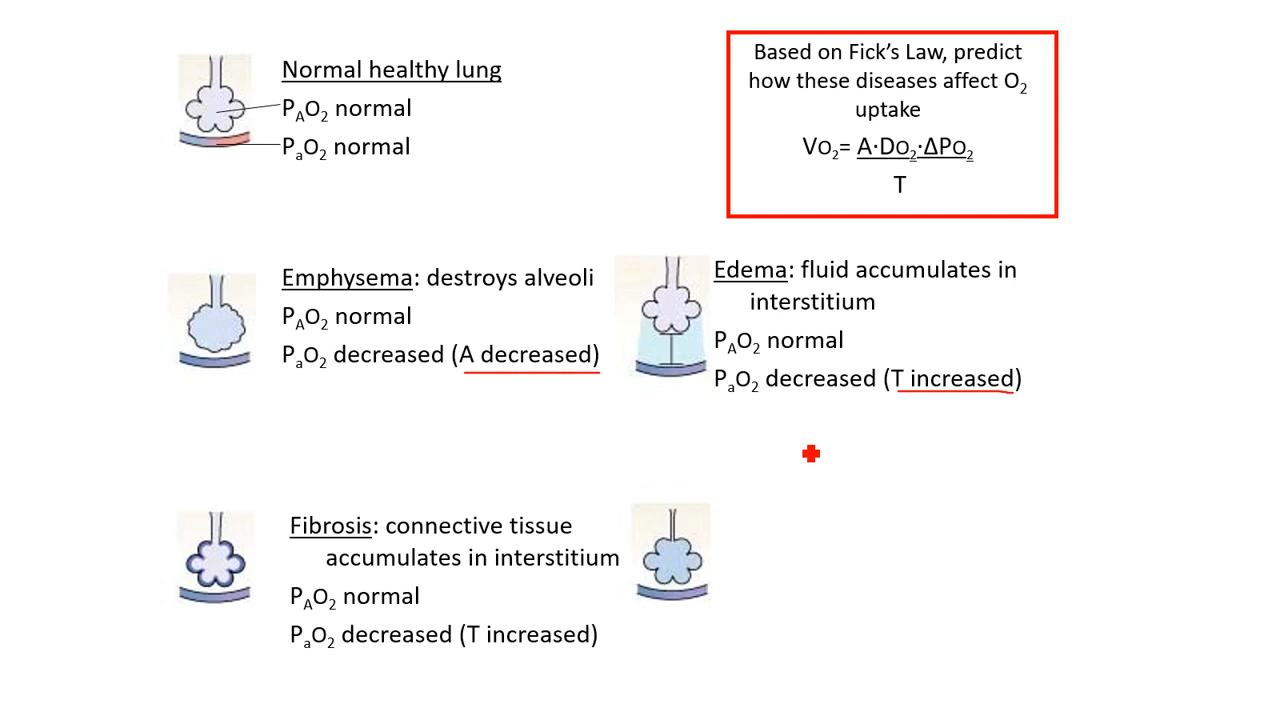 Normal healthy lung
PAO2 normal
PaO2 normal
Based on Fick’s Law, predict
how these diseases affect O2
uptake
VO2= A·DO2·ΔPO2
T
Emphysema: destroys alveoli
PAO2 normal
PaO2 decreased (A decreased)
Edema: fluid accumulates in
interstitium
PAO2 normal
PaO2 decreased (T increased)
Fibrosis: connective tissue
accumulates in interstitium
PAO2 normal
PaO2 decreased (T increased)